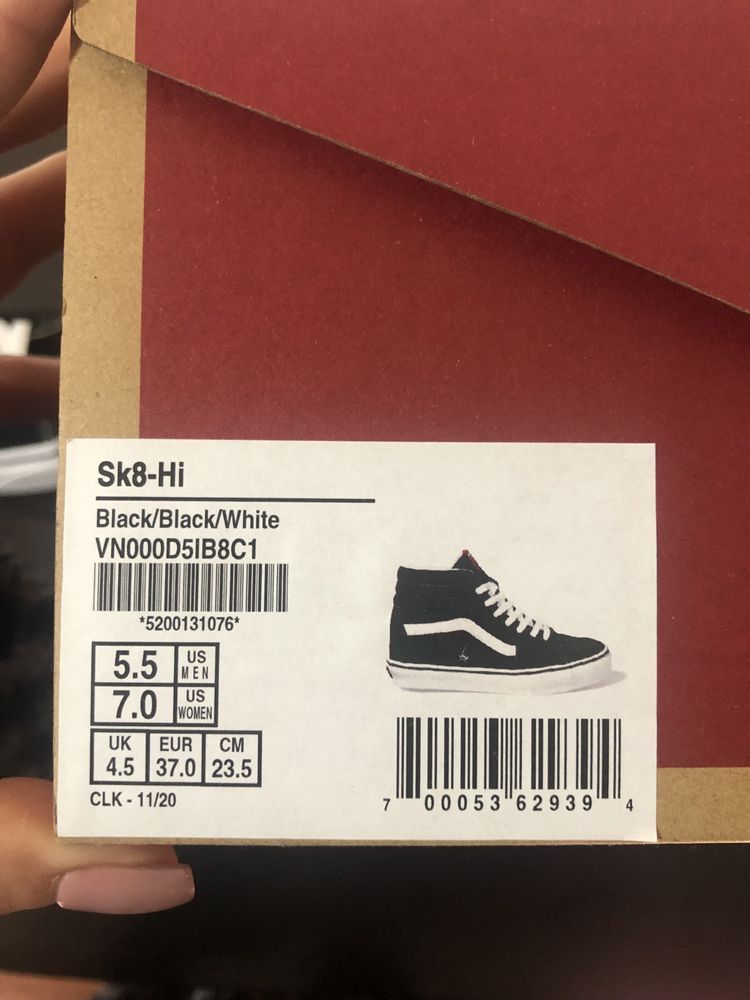 Sk8-Hi
Black/Black/White
VN000D5IB8C1
*5200131076*
5.5 US MEN
7.0 US WOMEN
UK EUR CM
4.5 37.0 23.5
CLK - 11/20
7 00053 62939 4